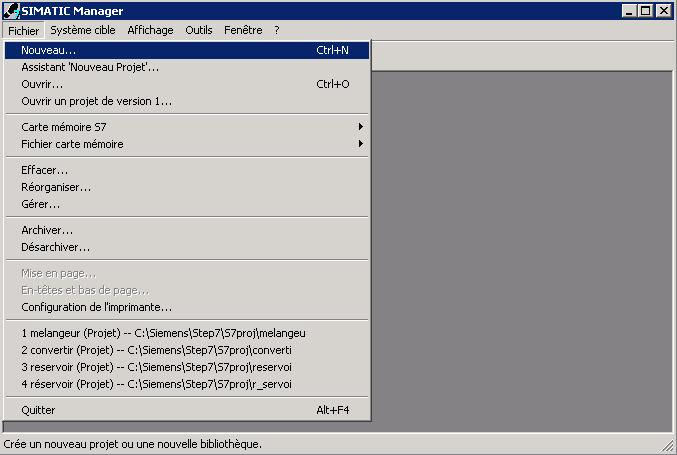 SIMATIC Manager
Fichier Système cible Affichage Outils Fenêtre ?
Nouveau... Ctrl+N
Assistant 'Nouveau Projet'...
Ouvrir... Ctrl+O
Ouvrir un projet de version 1...
Carte mémoire S7
Fichier carte mémoire
Effacer...
Réorganiser...
Gérer...
Archiver...
Désarchiver...
Mise en page...
En-têtes et bas de page...
Configuration de l'imprimante...
1 melangeur (Projet) -- C:\Siemens\Step7\S7proj\melangeu
2 convertir (Projet) -- C:\Siemens\Step7\S7proj\converti
3 reservoir (Projet) -- C:\Siemens\Step7\S7proj\reservoi
4 réservoir (Projet) -- C:\Siemens\Step7\S7proj\r_servoi
Quitter Alt+F4
Crée un nouveau projet ou une nouvelle bibliothèque.